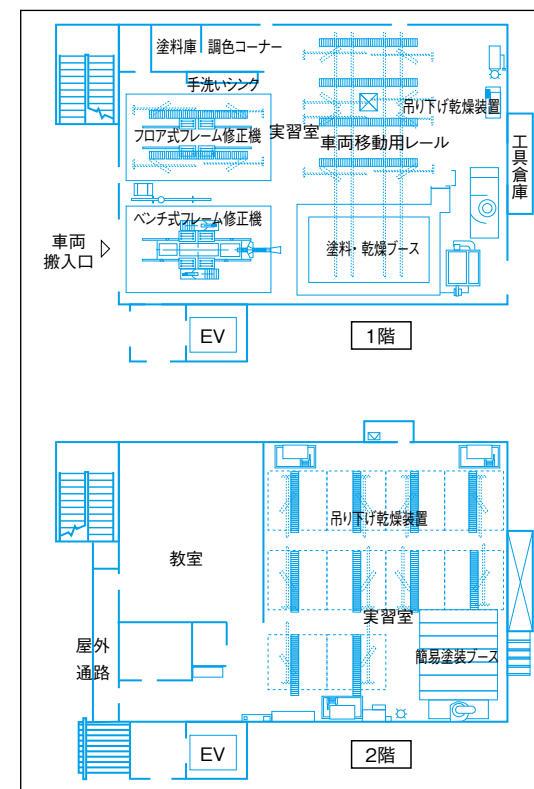 塗料庫
調色コーナー
手洗いシンク
吊り下げ乾燥装置
フロア式フレーム修正機
実習室
車両移動用レール
工具倉庫
ベンチ式フレーム修正機
車両
搬入口
塗料・乾燥ブース
EV
1階
吊り下げ乾燥装置
教室
実習室
屋外
通路
簡易塗装ブース
EV
2階